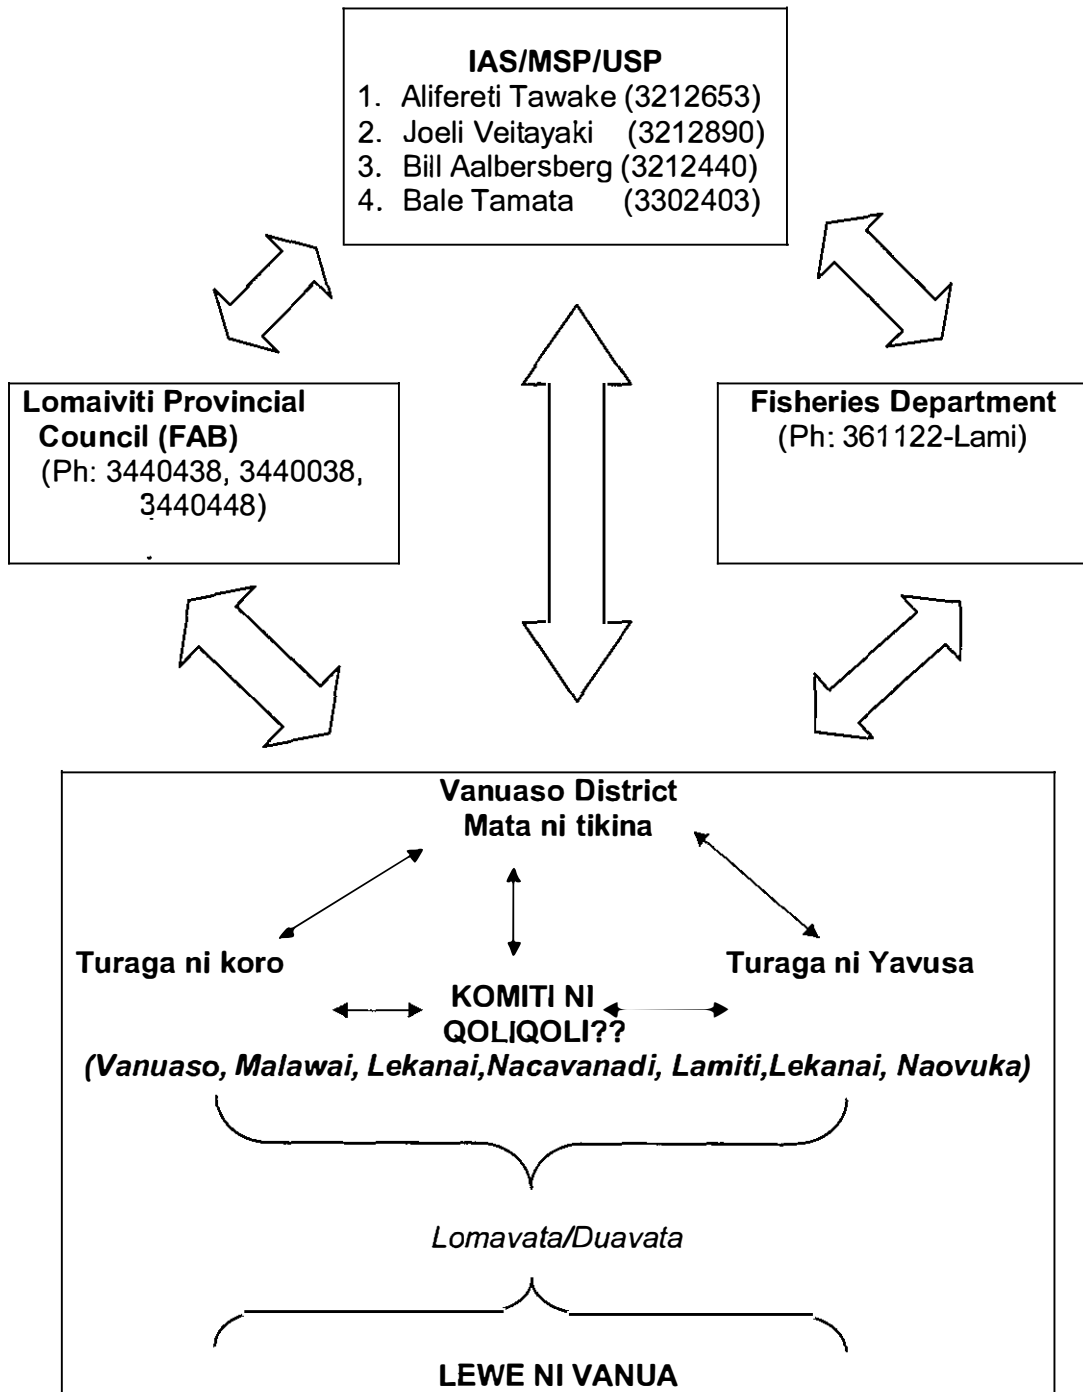 IAS/MSP/USP
1. Alifereti Tawake (3212653)
2. Joeli Veitayaki (3212890)
3. Bill Aalbersberg (3212440)
4. Bale Tamata (3302403)
Lomaiviti Provincial
Council (FAB)
(Ph: 3440438, 3440038,
3440448)
Fisheries Department
(Ph: 361122-Lami)
Vanuaso District
Mata ni tikina
Turaga ni koro
Turaga ni Yavusa
KOMITI NI
QOLIQOLI??
(Vanuaso, Malawai, Lekanai,Nacavanadi, Lamiti,Lekanai, Naovuka)
Lomavata/Duavata
LEWE NI VANUA